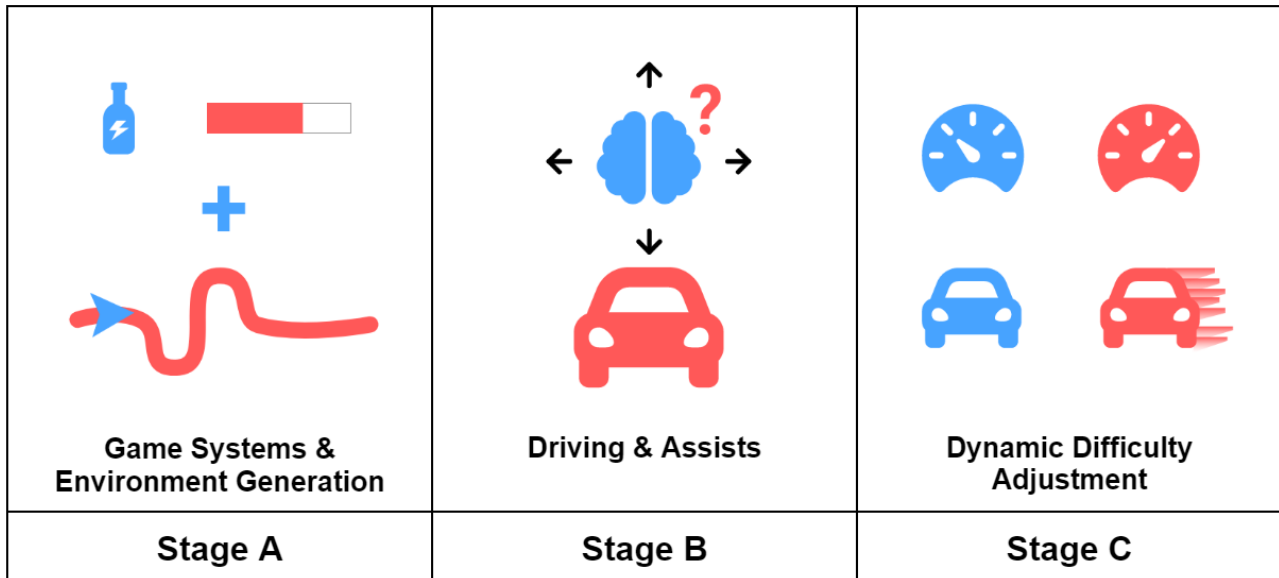 ?
Game Systems &
Environment Generation
Driving & Assists
Dynamic Difficulty
Adjustment
Stage A
Stage B
Stage C